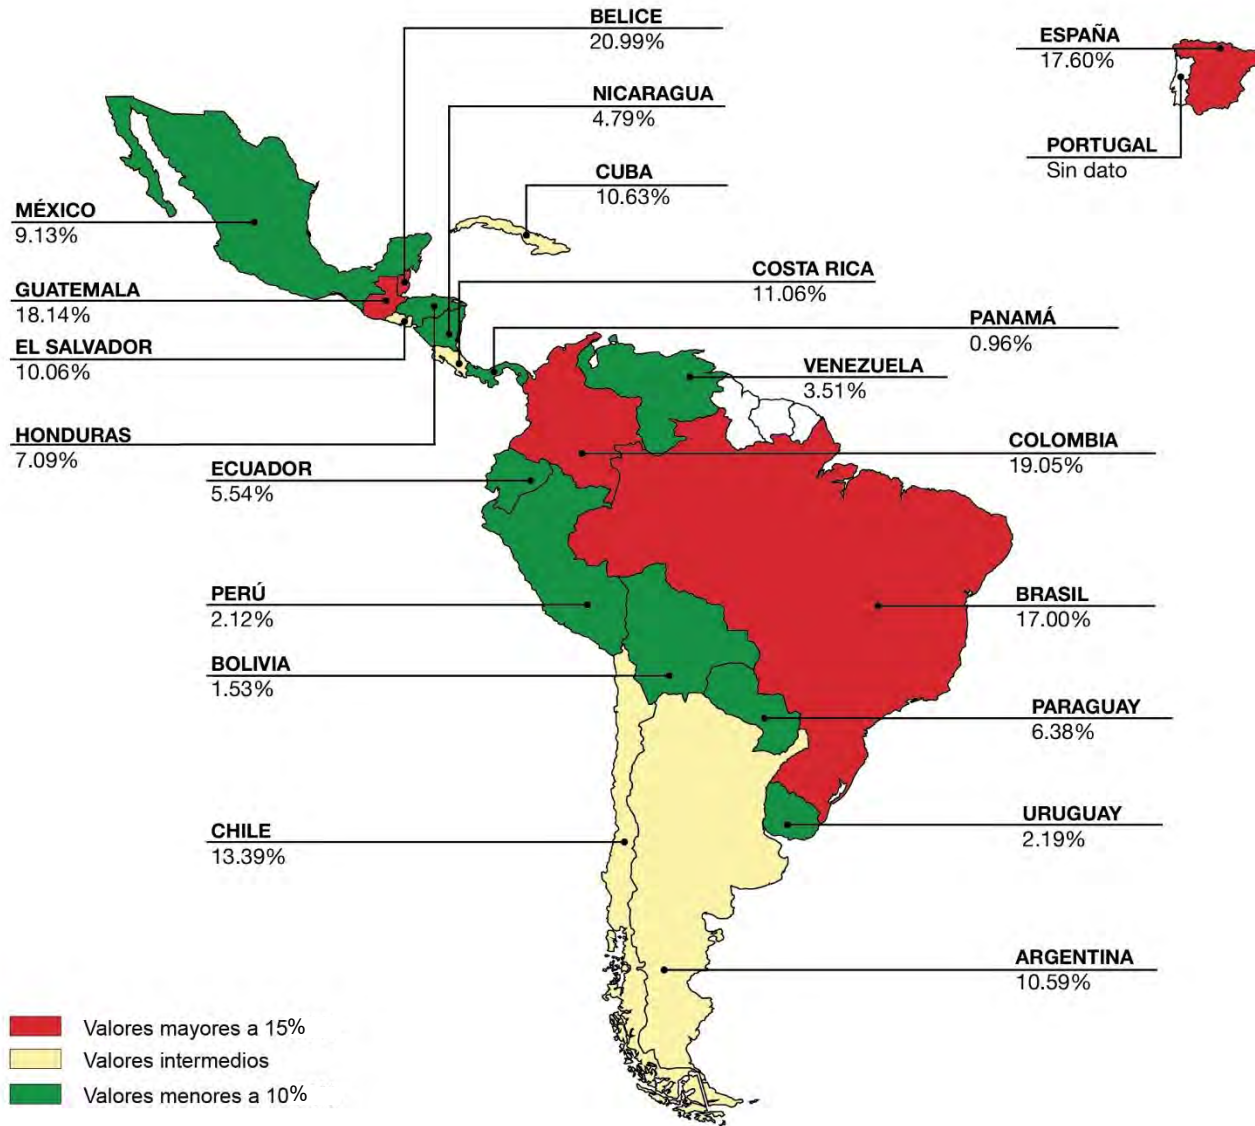 BELICE
20.99%
ESPAÑA
17.60%
NICARAGUA
4.79%
PORTUGAL
Sin dato
CUBA
10.63%
MÉXICO
9.13%
COSTA RICA
11.06%
GUATEMALA
18.14%
PANAMÁ
0.96%
EL SALVADOR
10.06%
VENEZUELA
3.51%
HONDURAS
7.09%
COLOMBIA
19.05%
ECUADOR
5.54%
PERÚ
2.12%
BRASIL
17.00%
BOLIVIA
1.53%
PARAGUAY
6.38%
CHILE
13.39%
URUGUAY
2.19%
ARGENTINA
10.59%
Valores mayores a 15%
Valores intermedios
Valores menores a 10%